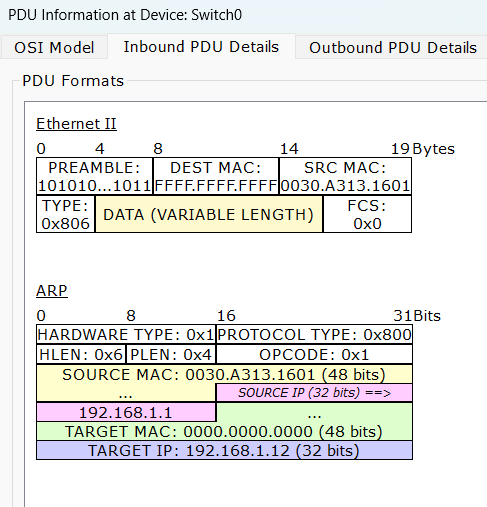 PDU Information at Device: Switch0
OSI Model Inbound PDU Details Outbound PDU Details
PDU Formats
Ethernet II
0 4 8 14 19 Bytes
PREAMBLE: DEST MAC: SRC MAC:
101010...1011 FFFF.FFFF.FFFF 0030.A313.1601
TYPE: DATA (VARIABLE LENGTH) FCS:
0x806 0x0
ARP
0 8 16 31 Bits
HARDWARE TYPE: 0x1 PROTOCOL TYPE: 0x800
HLEN: 0x6 PLEN: 0x4 OPCODE: 0x1
SOURCE MAC: 0030.A313.1601 (48 bits)
... SOURCE IP (32 bits) ==>
192.168.1.1 ...
TARGET MAC: 0000.0000.0000 (48 bits)
TARGET IP: 192.168.1.12 (32 bits)